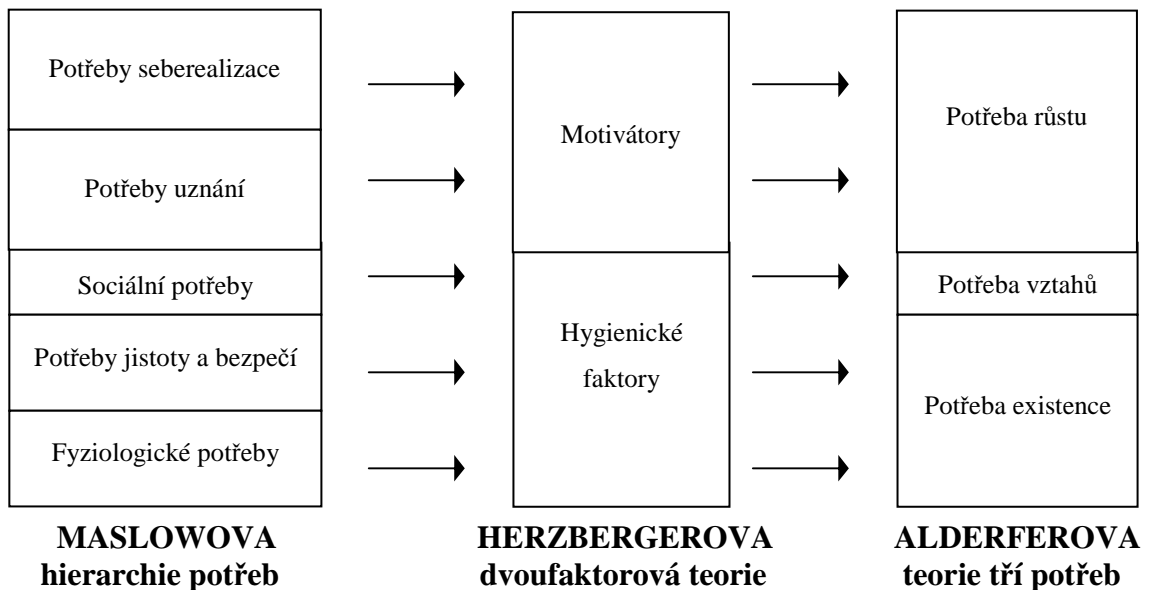 Potřeby seberealizace
Potřeby uznání
Sociální potřeby
Potřeby jistoty a bezpečí
Fyziologické potřeby
MASLOWOVA
hierarchie potřeb
Motivátory
Hygienické
faktory
HERZBERGEROVA
dvoufaktorová teorie
Potřeba růstu
Potřeba vztahů
Potřeba existence
ALDERFEROVA
teorie tří potřeb